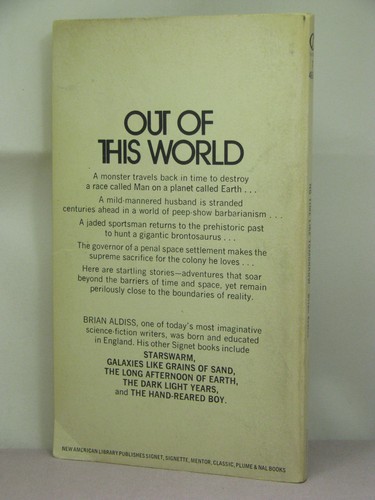 OUT OF
THIS WORLD
A monster travels back in time to destroy
a race called Man on a planet called Earth . . .
A mild-mannered husband is stranded
centuries ahead in a world of peep-show barbarianism . . .
A jaded sportsman returns to the prehistoric past
to hunt a gigantic brontosaurus . . .
The governor of a penal space settlement makes the
supreme sacrifice for the colony he loves . . .
Here are startling stories—adventures that soar
beyond the barriers of time and space, yet remain
perilously close to the boundaries of reality.
BRIAN ALDISS, one of today's most imaginative
science-fiction writers, was born and educated
in England. His other Signet books include
STARSWARM,
GALAXIES LIKE GRAINS OF SAND,
THE LONG AFTERNOON OF EARTH,
THE DARK LIGHT YEARS,
and THE HAND-REARED BOY.
NEW AMERICAN LIBRARY PUBLISHES SIGNET, SIGNETTE, MENTOR, CLASSIC, PLUME & NAL BOOKS